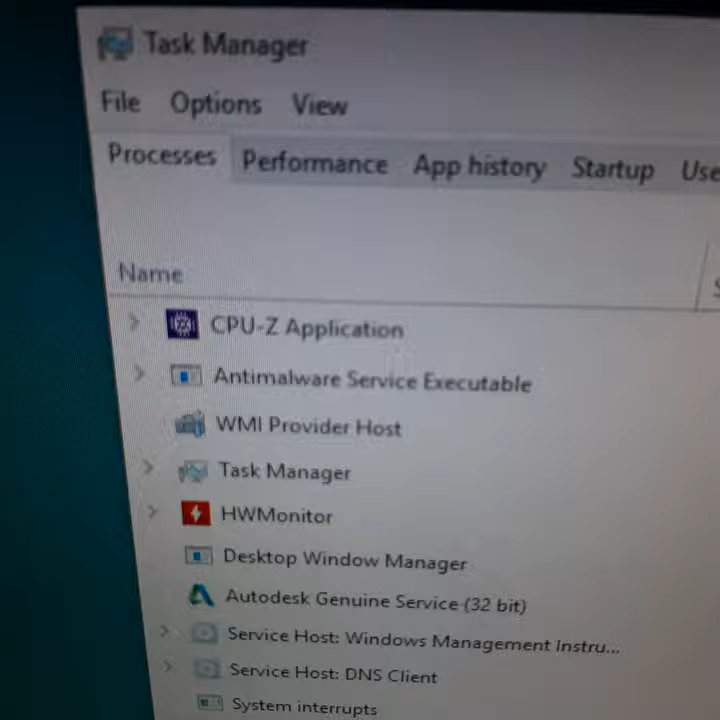 Task Manager
File Options View
Processes Performance App history Startup Use
Name
CPU-Z Application
Antimalware Service Executable
WMI Provider Host
Task Manager
HWMonitor
Desktop Window Manager
Autodesk Genuine Service (32 bit)
Service Host: Windows Management Instru...
Service Host: DNS Client
System interrupts